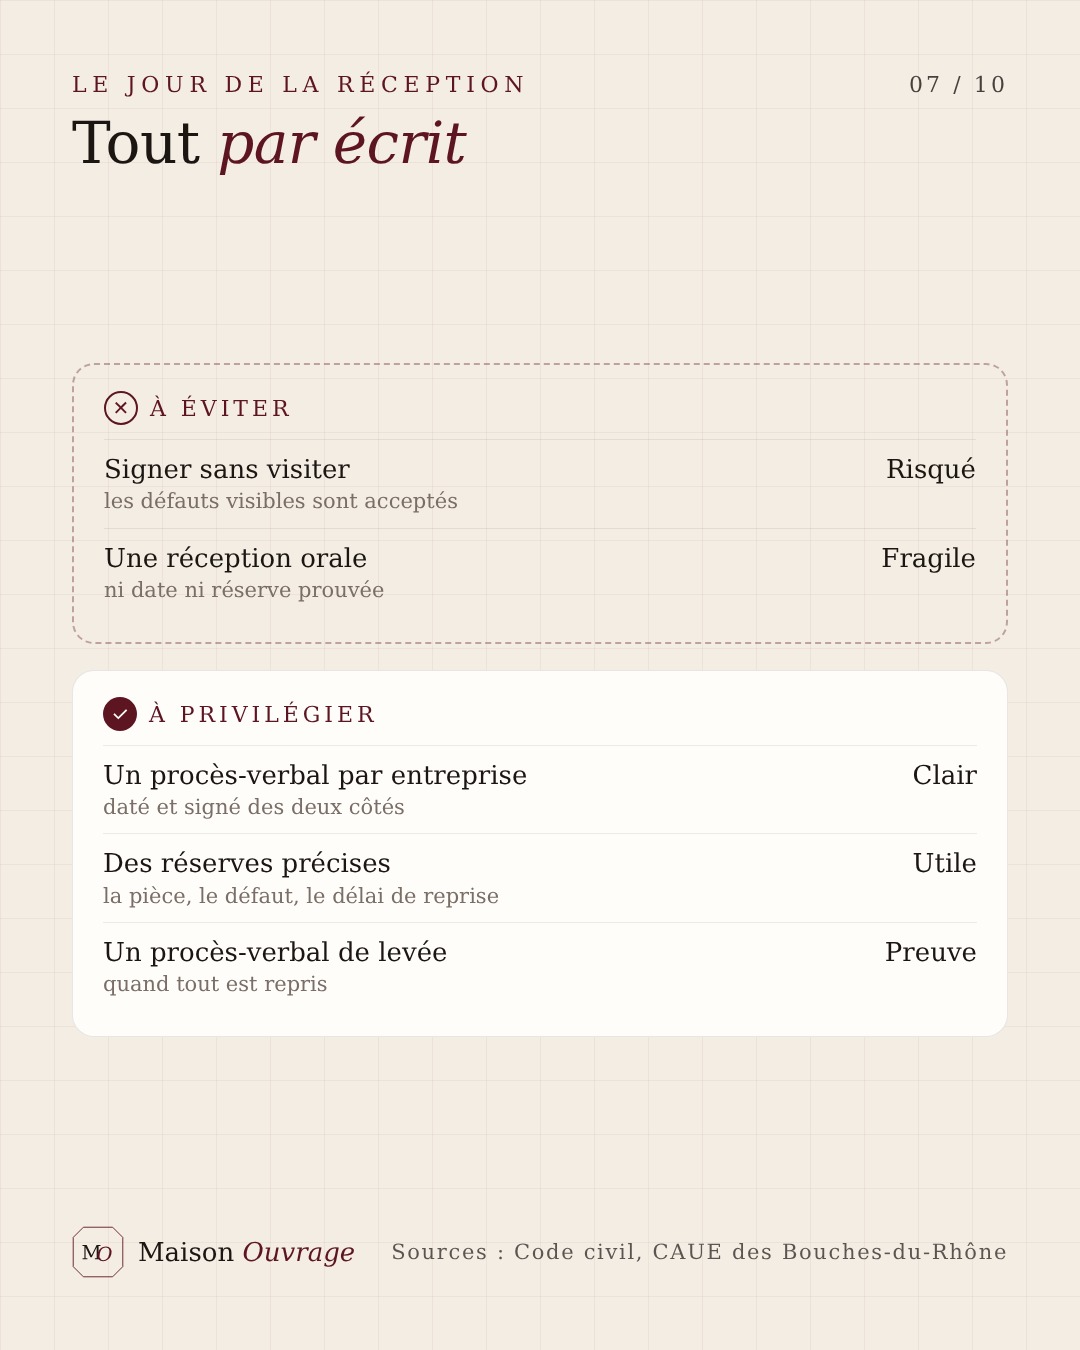 LE JOUR DE LA RÉCEPTION
07 / 10
Tout par écrit
À ÉVITER
Signer sans visiter
Risqué
les défauts visibles sont acceptés
Une réception orale
Fragile
ni date ni réserve prouvée
À PRIVILÉGIER
Un procès-verbal par entreprise
Clair
daté et signé des deux côtés
Des réserves précises
Utile
la pièce, le défaut, le délai de reprise
Un procès-verbal de levée
Preuve
quand tout est repris
MO
Maison Ouvrage
Sources : Code civil, CAUE des Bouches-du-Rhône